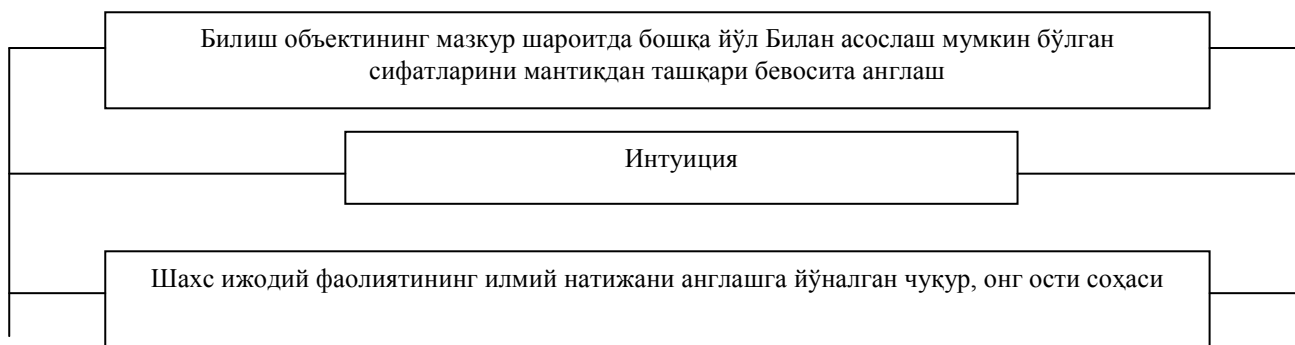 Билиш объектининг мазкур шароитда бошқа йўл Билан асослаш мумкин бўлган
сифатларини мантиқдан ташқари бевосита англаш
Интуиция
Шахс ижодий фаолиятининг илмий натижани англашга йўналган чуқур, онг ости соҳаси